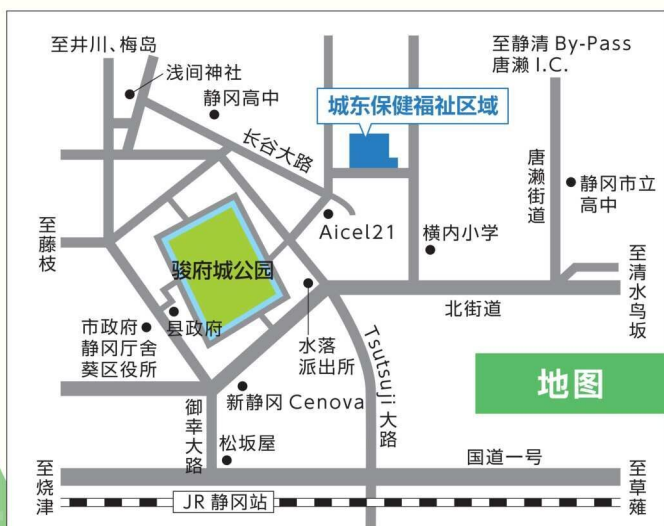 至井川、梅岛
浅间神社
静冈高中
长谷大路
城东保健福祉区域
至静清 By-Pass
唐濑 I.C.
唐濑街道
静冈市立
高中
至藤枝
Aicel21
横内小学
骏府城公园
至清水鸟坂
北街道
市政府
静冈厅舍
葵区役所
县政府
水落
派出所
Tsutsuji 大路
地图
新静冈 Cenova
御幸大路
松坂屋
国道一号
至烧津
至草薙
JR 静冈站